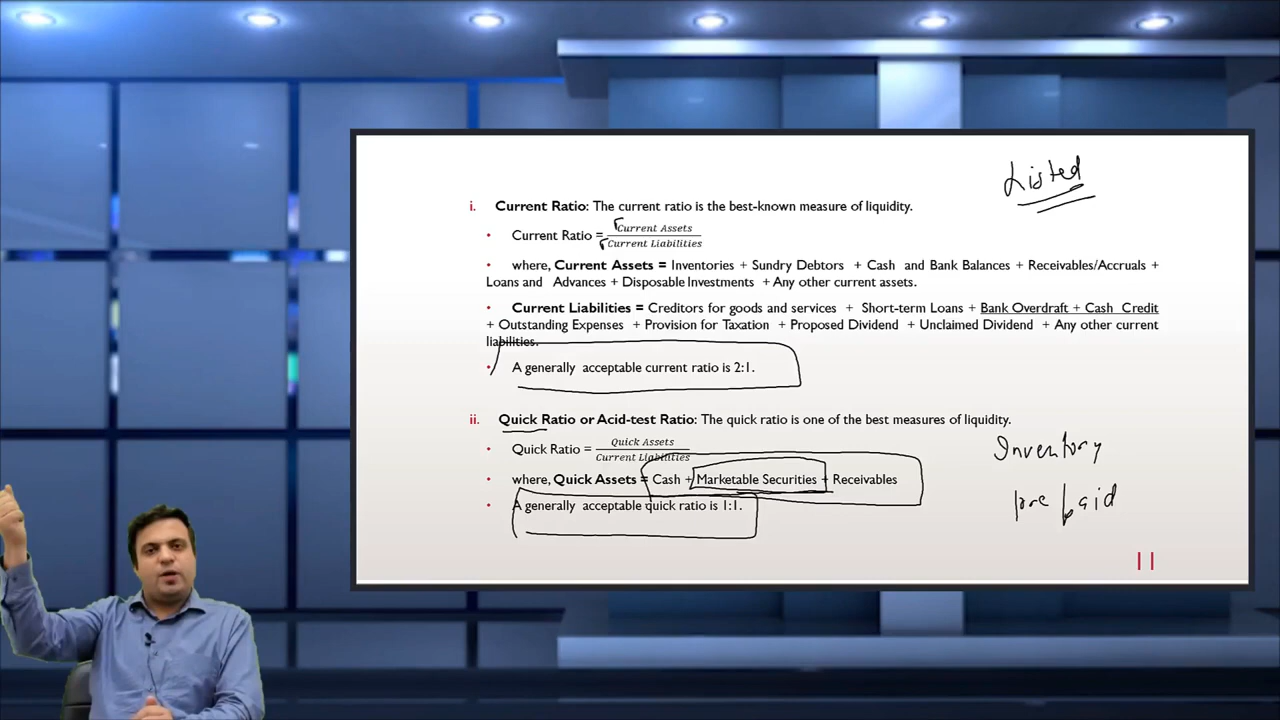 Listed
i. Current Ratio: The current ratio is the best-known measure of liquidity.
• Current Ratio = Current Assets / Current Liabilities
• where, Current Assets = Inventories + Sundry Debtors + Cash and Bank Balances + Receivables/Accruals +
Loans and Advances + Disposable Investments + Any other current assets.
• Current Liabilities = Creditors for goods and services + Short-term Loans + Bank Overdraft + Cash Credit
+ Outstanding Expenses + Provision for Taxation + Proposed Dividend + Unclaimed Dividend + Any other current
liabilities.
• A generally acceptable current ratio is 2:1.
ii. Quick Ratio or Acid-test Ratio: The quick ratio is one of the best measures of liquidity.
• Quick Ratio = Quick Assets / Current Liabilities
Inventory
• where, Quick Assets = Cash + Marketable Securities + Receivables
• A generally acceptable quick ratio is 1:1.
pre paid
11